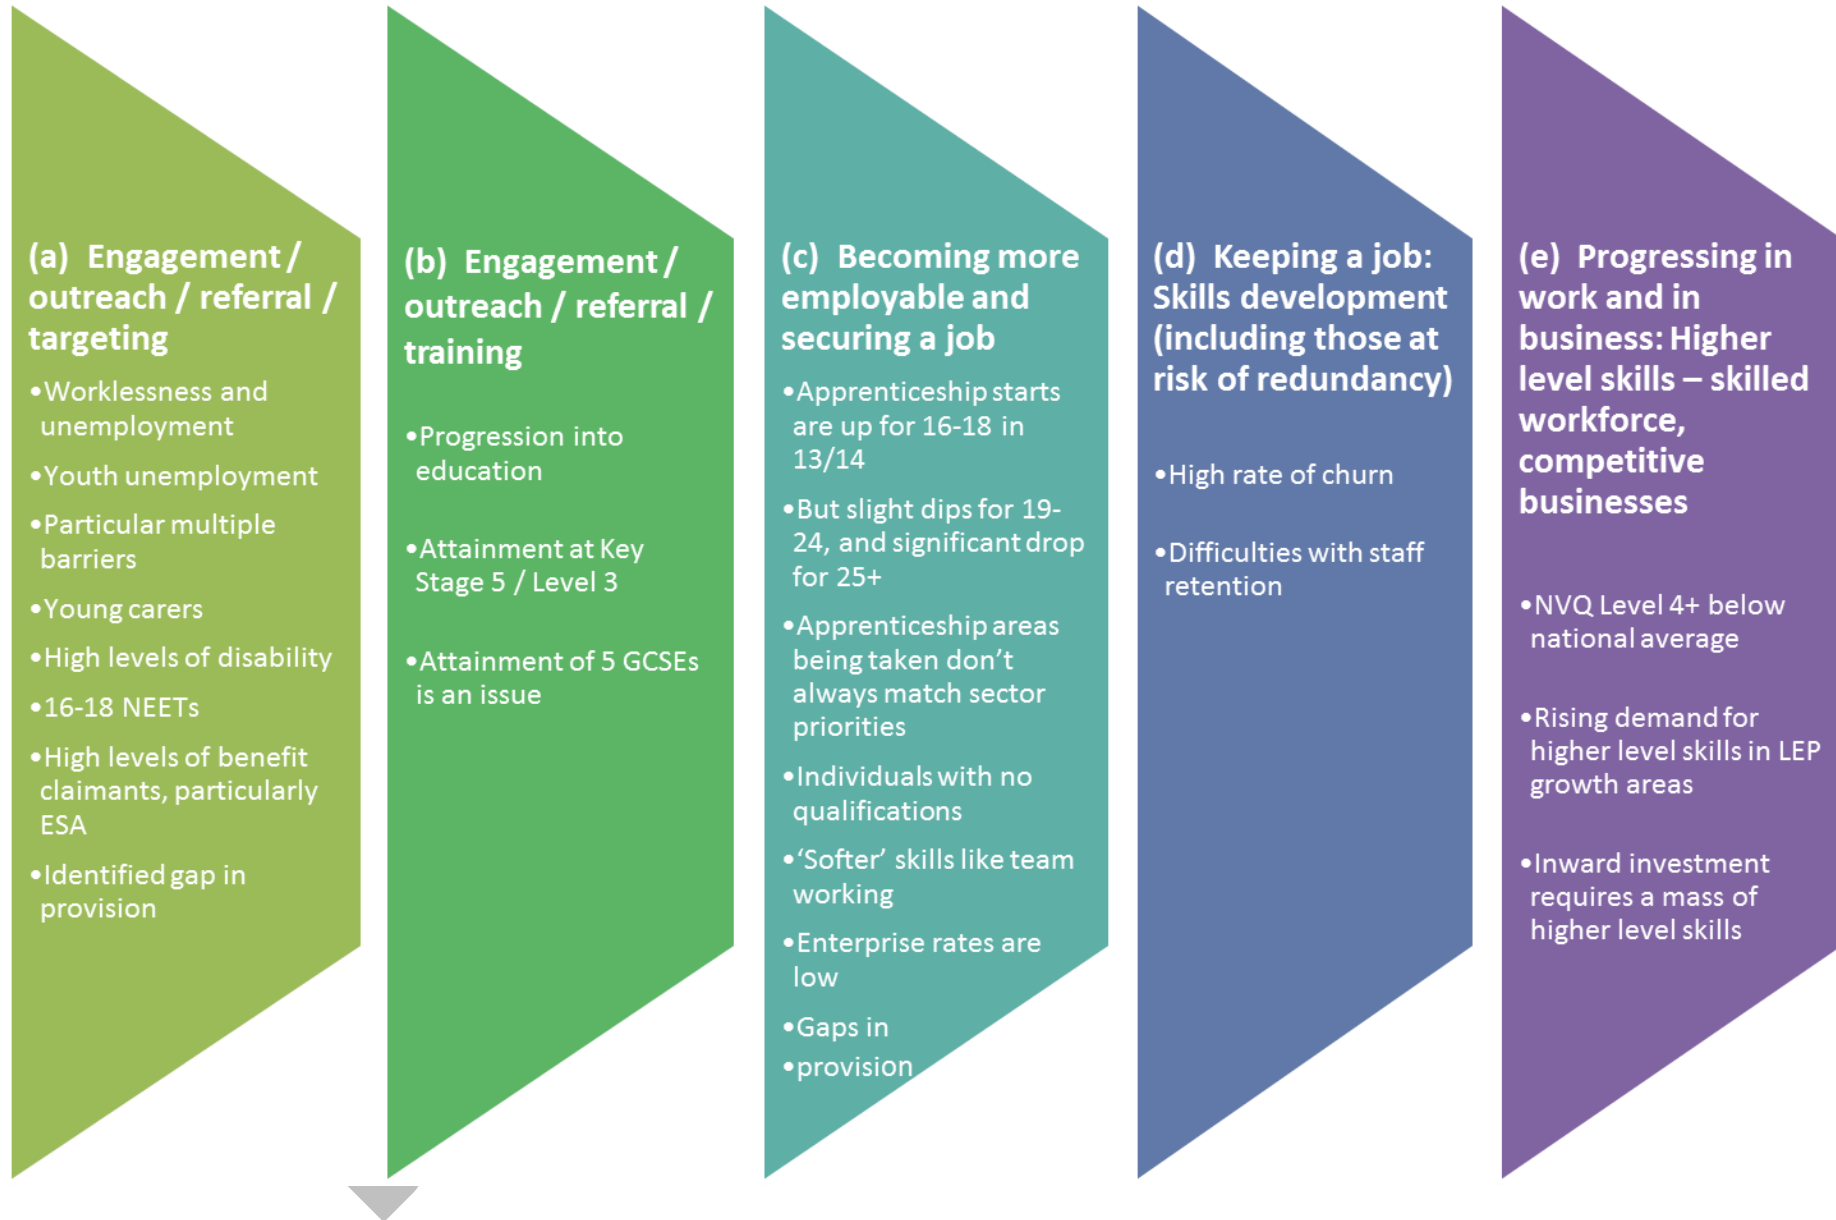 (a) Engagement /
outreach / referral /
targeting
•Worklessness and
unemployment
•Youth unemployment
•Particular multiple
barriers
•Young carers
•High levels of disability
•16-18 NEETs
•High levels of benefit
claimants, particularly
ESA
•Identified gap in
provision
(b) Engagement /
outreach / referral /
training
•Progression into
education
•Attainment at Key
Stage 5 / Level 3
•Attainment of 5 GCSEs
is an issue
(c) Becoming more
employable and
securing a job
•Apprenticeship starts
are up for 16-18 in
13/14
•But slight dips for 19-
24, and significant drop
for 25+
•Apprenticeship areas
being taken don’t
always match sector
priorities
•Individuals with no
qualifications
•‘Softer’ skills like team
working
•Enterprise rates are
low
•Gaps in
•provision
(d) Keeping a job:
Skills development
(including those at
risk of redundancy)
•High rate of churn
•Difficulties with staff
retention
(e) Progressing in
work and in
business: Higher
level skills – skilled
workforce,
competitive
businesses
•NVQ Level 4+ below
national average
•Rising demand for
higher level skills in LEP
growth areas
•Inward investment
requires a mass of
higher level skills